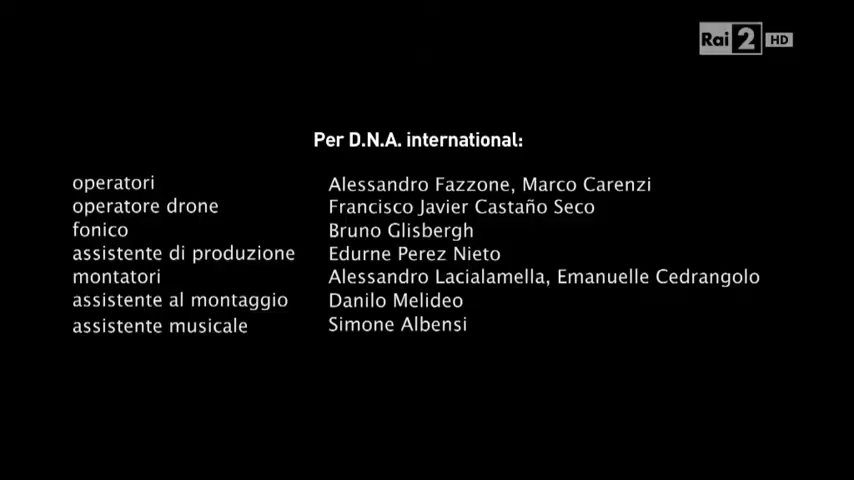 Rai 2 HD
Per D.N.A. international:
operatori Alessandro Fazzone, Marco Carenzi
operatore drone Francisco Javier Castaño Seco
fonico Bruno Glisbergh
assistente di produzione Edurne Perez Nieto
montatori Alessandro Lacialamella, Emanuelle Cedrangolo
assistente al montaggio Danilo Melideo
assistente musicale Simone Albensi